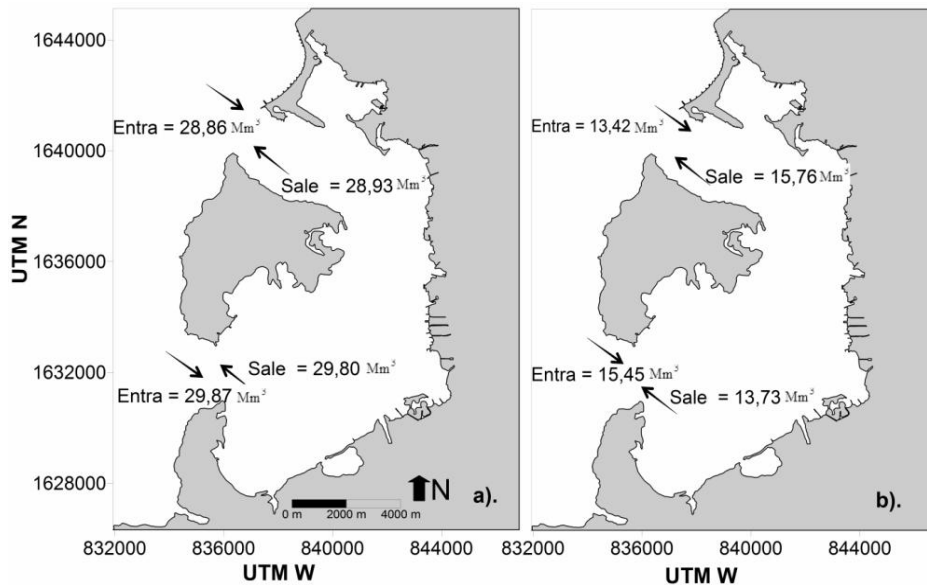 1644000
1640000
1636000
1632000
1628000
UTM N
Entra = 28,86 Mm³
Sale = 28,93 Mm³
Sale = 29,80 Mm³
Entra = 29,87 Mm³
0 m 2000 m 4000 m
N
a).
832000 836000 840000 844000
UTM W
Entra = 13,42 Mm³
Sale = 15,76 Mm³
Entra = 15,45 Mm³
Sale = 13,73 Mm³
b).
832000 836000 840000 844000
UTM W